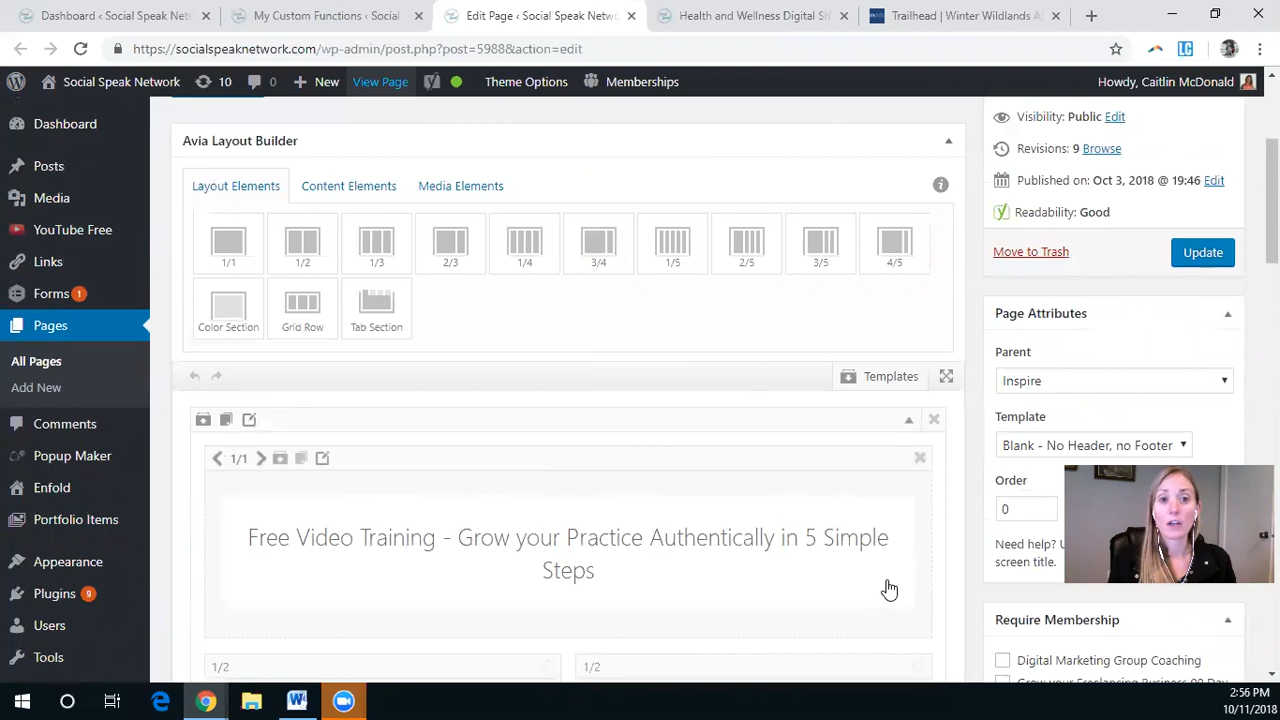 Dashboard ‹ Social Speak Netw
My Custom Functions ‹ Social
Edit Page ‹ Social Speak Netwo
Health and Wellness Digital St
Trailhead | Winter Wildlands A
https://socialspeaknetwork.com/wp-admin/post.php?post=5988&action=edit
Social Speak Network 10 0 New View Page Theme Options Memberships Howdy, Caitlin McDonald
Dashboard
Posts
Media
YouTube Free
Links
Forms 1
Pages
All Pages
Add New
Comments
Popup Maker
Enfold
Portfolio Items
Appearance
Plugins 9
Users
Tools
Avia Layout Builder
Layout Elements Content Elements Media Elements
1/1 1/2 1/3 2/3 1/4 3/4 1/5 2/5 3/5 4/5
Color Section Grid Row Tab Section
Templates
1/1
Free Video Training - Grow your Practice Authentically in 5 Simple
Steps
1/2 1/2
Visibility: Public Edit
Revisions: 9 Browse
Published on: Oct 3, 2018 @ 19:46 Edit
Readability: Good
Move to Trash Update
Page Attributes
Parent
Inspire
Template
Blank - No Header, no Footer
Order
0
Need help? U
screen title.
Require Membership
Digital Marketing Group Coaching
2:56 PM
10/11/2018